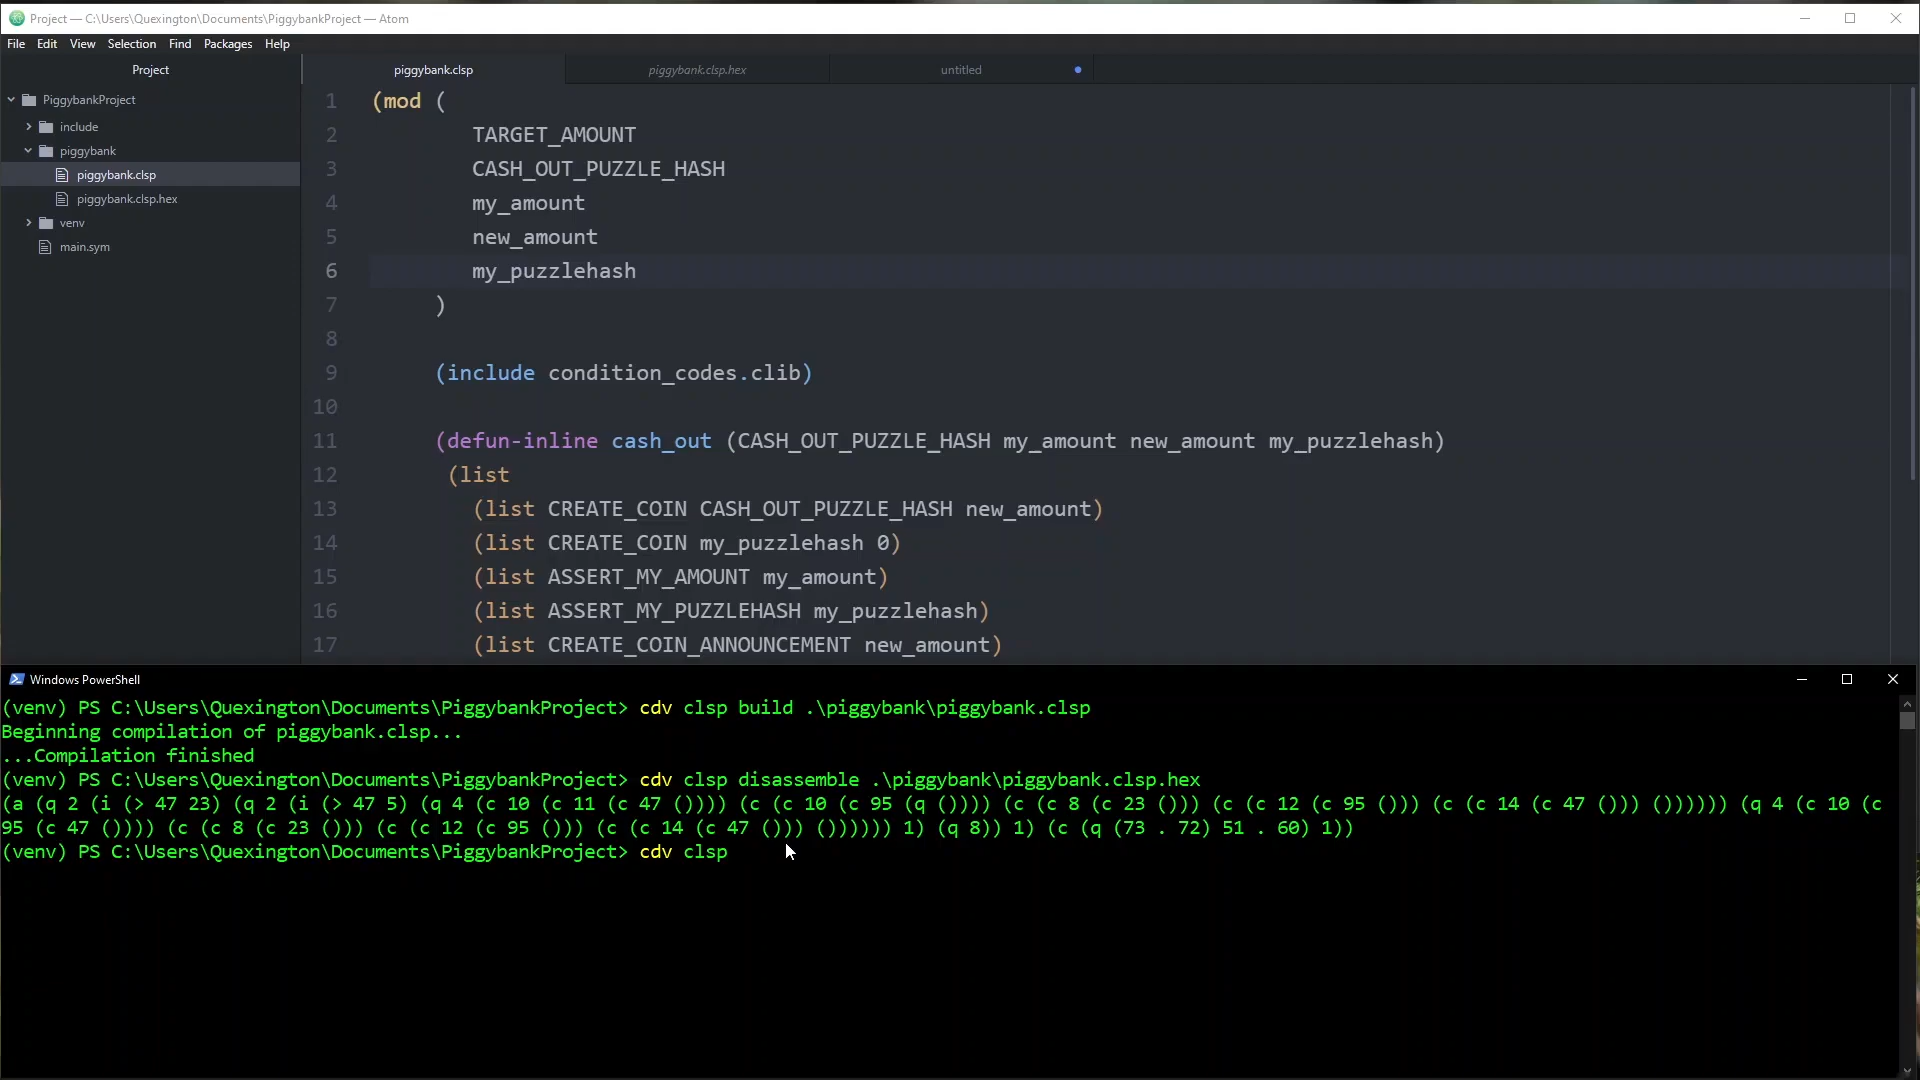 Project — C:\Users\Quexington\Documents\PiggybankProject — Atom
File Edit View Selection Find Packages Help
Project
piggybank.clsp
piggybank.clsp.hex
untitled
PiggybankProject
include
piggybank
piggybank.clsp
piggybank.clsp.hex
venv
main.sym
1 (mod (
2 TARGET_AMOUNT
3 CASH_OUT_PUZZLE_HASH
4 my_amount
5 new_amount
6 my_puzzlehash
7 )
8
9 (include condition_codes.clib)
10
11 (defun-inline cash_out (CASH_OUT_PUZZLE_HASH my_amount new_amount my_puzzlehash)
12 (list
13 (list CREATE_COIN CASH_OUT_PUZZLE_HASH new_amount)
14 (list CREATE_COIN my_puzzlehash 0)
15 (list ASSERT_MY_AMOUNT my_amount)
16 (list ASSERT_MY_PUZZLEHASH my_puzzlehash)
17 (list CREATE_COIN_ANNOUNCEMENT new_amount)
Windows PowerShell
(venv) PS C:\Users\Quexington\Documents\PiggybankProject> cdv clsp build .\piggybank\piggybank.clsp
Beginning compilation of piggybank.clsp...
...Compilation finished
(venv) PS C:\Users\Quexington\Documents\PiggybankProject> cdv clsp disassemble .\piggybank\piggybank.clsp.hex
(a (q 2 (i (> 47 23) (q 2 (i (> 47 5) (q 4 (c 10 (c 11 (c 47 ()))) (c (c 10 (c 95 (q ()))) (c (c 8 (c 23 ())) (c (c 12 (c 95 ())) (c (c 14 (c 47 ())) ()))))) (q 4 (c 10 (c
95 (c 47 ()))) (c (c 8 (c 23 ())) (c (c 12 (c 95 ())) (c (c 14 (c 47 ())) ())))) 1) (q 8)) 1) (c (q (73 . 72) 51 . 60) 1))
(venv) PS C:\Users\Quexington\Documents\PiggybankProject> cdv clsp